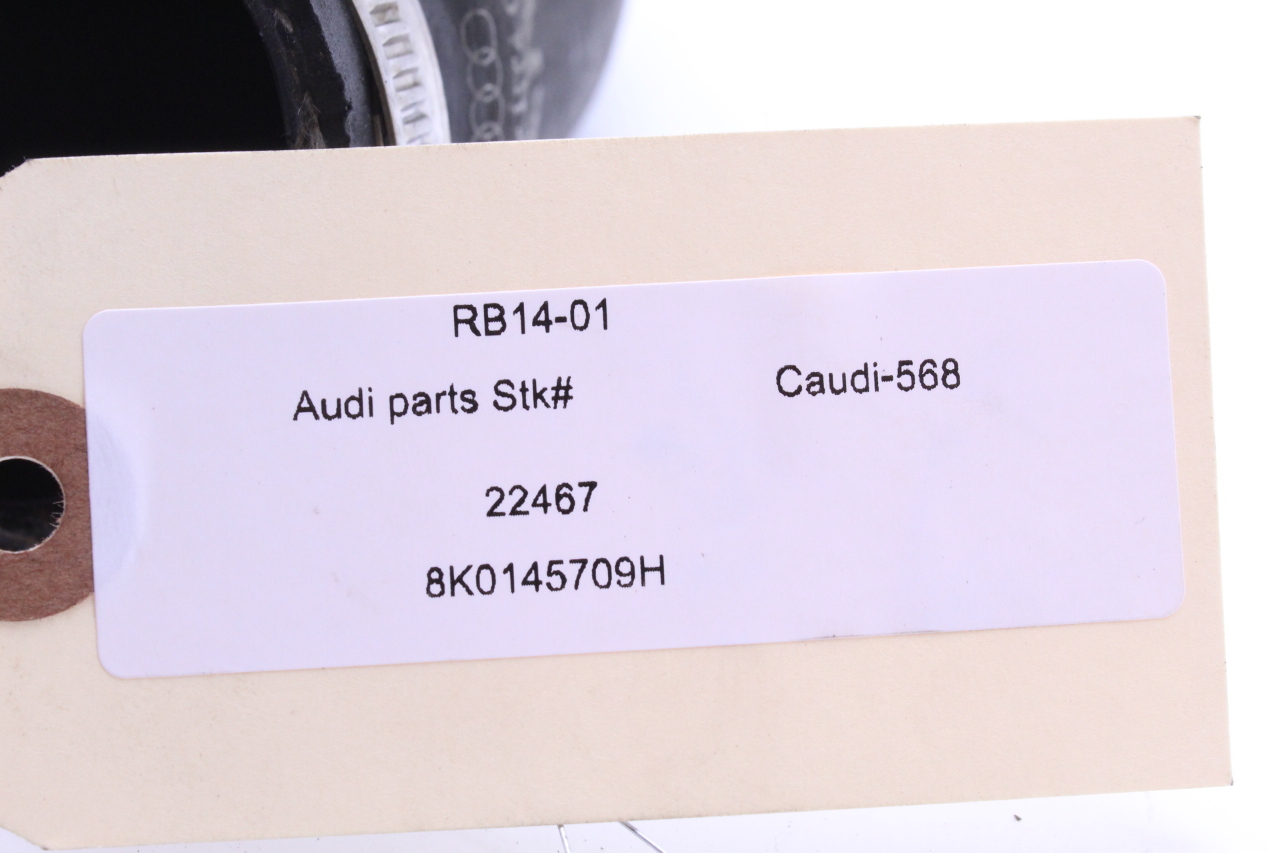 RB14-01
Audi parts Stk# Caudi-568
22467
8K0145709H